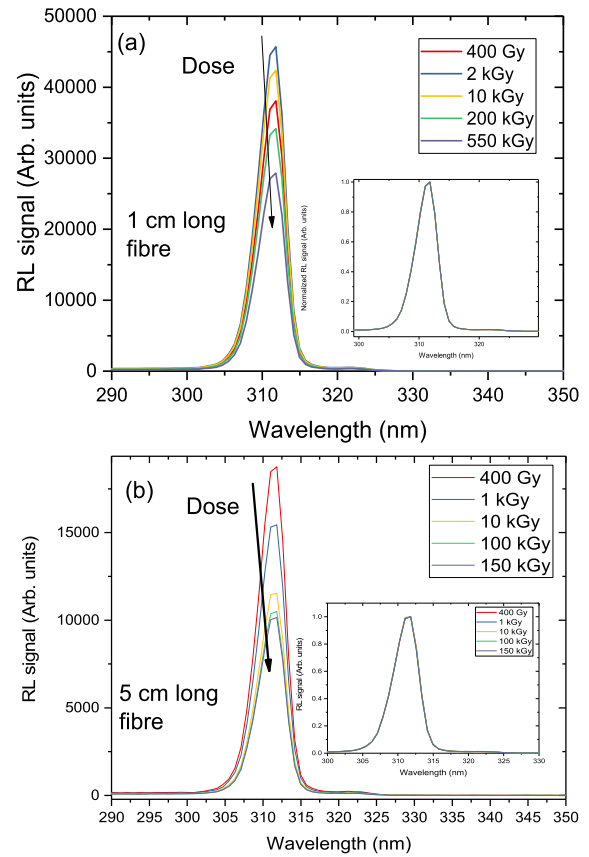 (a)
Dose
400 Gy
2 kGy
10 kGy
200 kGy
550 kGy
1 cm long
fibre
RL signal (Arb. units)
50000
40000
30000
20000
10000
0
290 300 310 320 330 340 350
Wavelength (nm)
Normalized RL signal (Arb. units)
1.0
0.8
0.6
0.4
0.2
0.0
300 310 320
Wavelength (nm)
(b)
Dose
400 Gy
1 kGy
10 kGy
100 kGy
150 kGy
5 cm long
fibre
RL signal (Arb. units)
15000
10000
5000
0
290 295 300 305 310 315 320 325 330 335 340 345 350
Wavelength (nm)
RL signal (Arb. units)
1.0
0.8
0.6
0.4
0.2
0.0
400 Gy
1 kGy
10 kGy
100 kGy
150 kGy
300 305 310 315 320 325 330
Wavelength (nm)